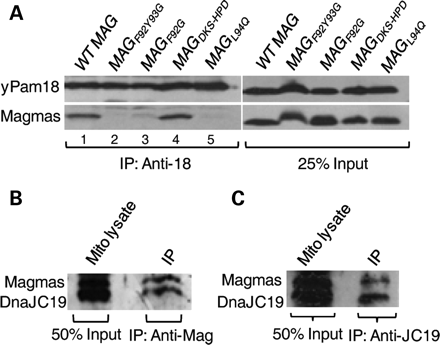 A
WT MAG MAGF92Y93G MAGF92G MAGDKS-HPD MAGL94Q WT MAG MAGF92Y93G MAGF92G MAGDKS-HPD MAGL94Q
yPam18
Magmas
1 2 3 4 5
IP: Anti-18 25% Input
B C
Mito lysate IP Mito lysate IP
Magmas Magmas
DnaJC19 DnaJC19
50% Input IP: Anti-Mag 50% Input IP: Anti-JC19